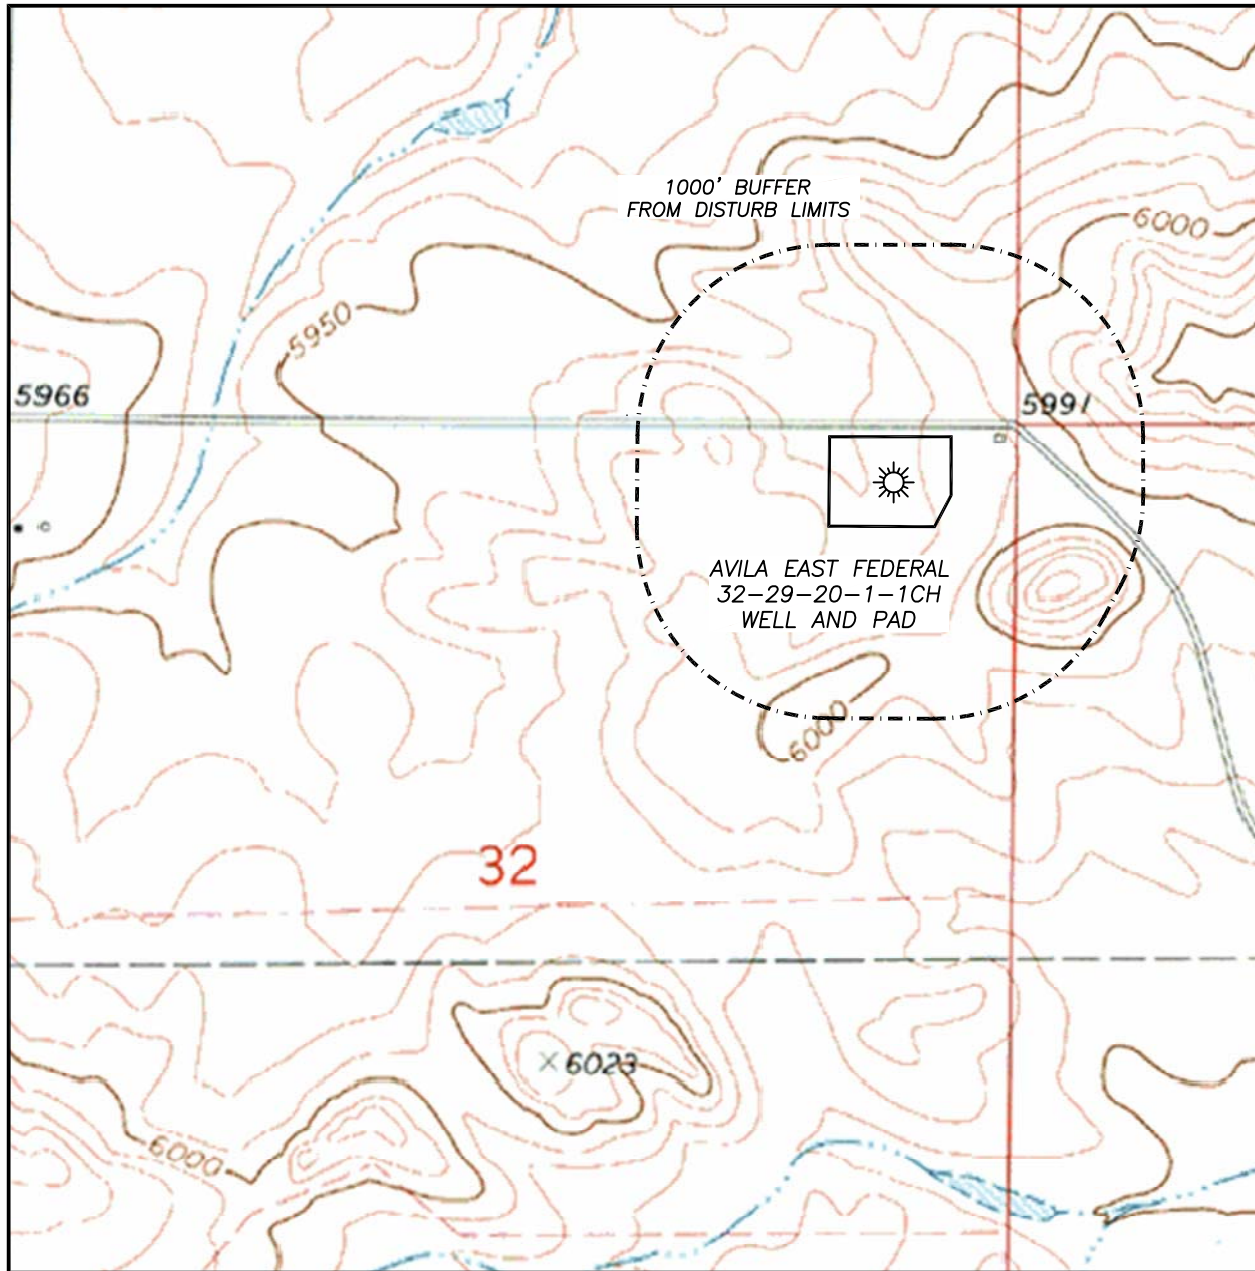 1000' BUFFER
FROM DISTURB LIMITS
6000
5950
5966
5991
AVILA EAST FEDERAL
32-29-20-1-1CH
WELL AND PAD
6000
32
6023
6000